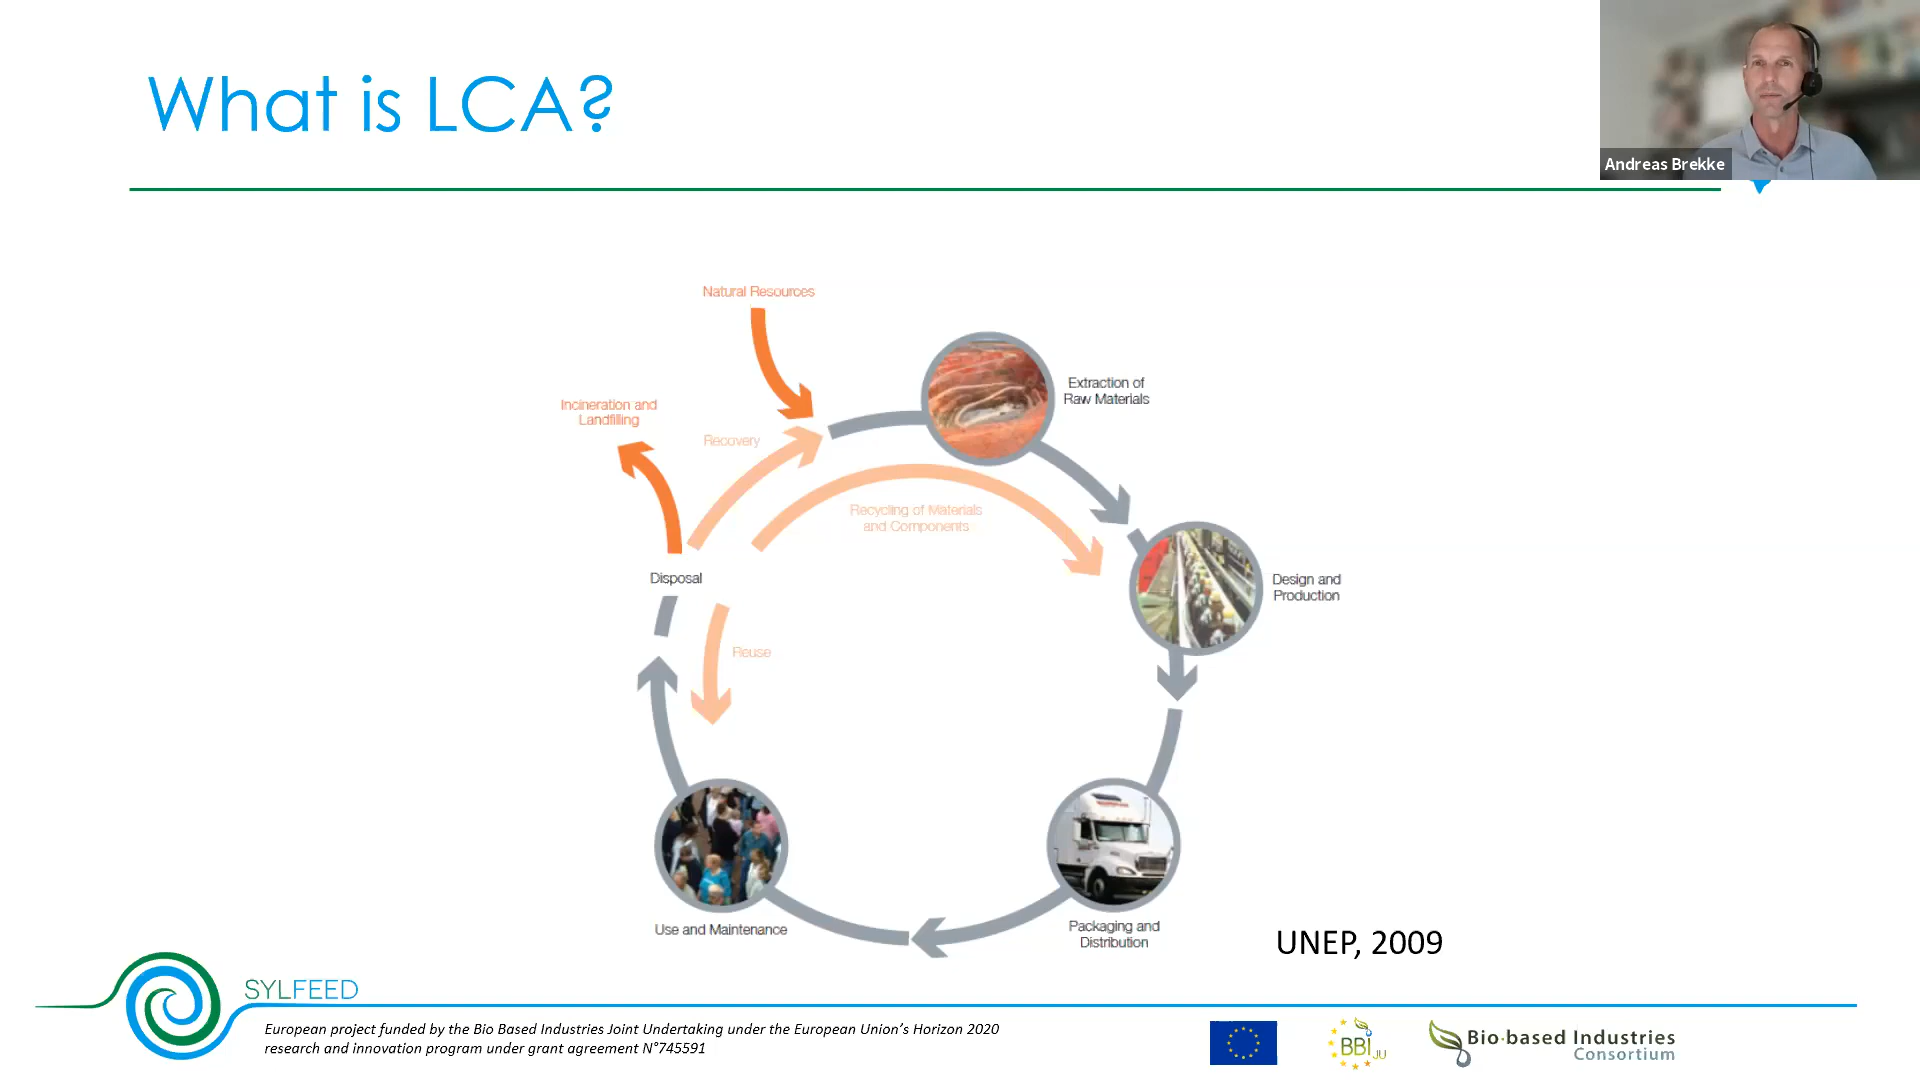 What is LCA?
Andreas Brekke
Natural Resources
Extraction of
Raw Materials
Incineration and
Landfilling
Recovery
Recycling of Materials
and Components
Disposal
Design and
Production
Reuse
Use and Maintenance
Packaging and
Distribution
UNEP, 2009
SYLFEED
European project funded by the Bio Based Industries Joint Undertaking under the European Union’s Horizon 2020
research and innovation program under grant agreement N°745591
BBI JU
Bio-based Industries
Consortium